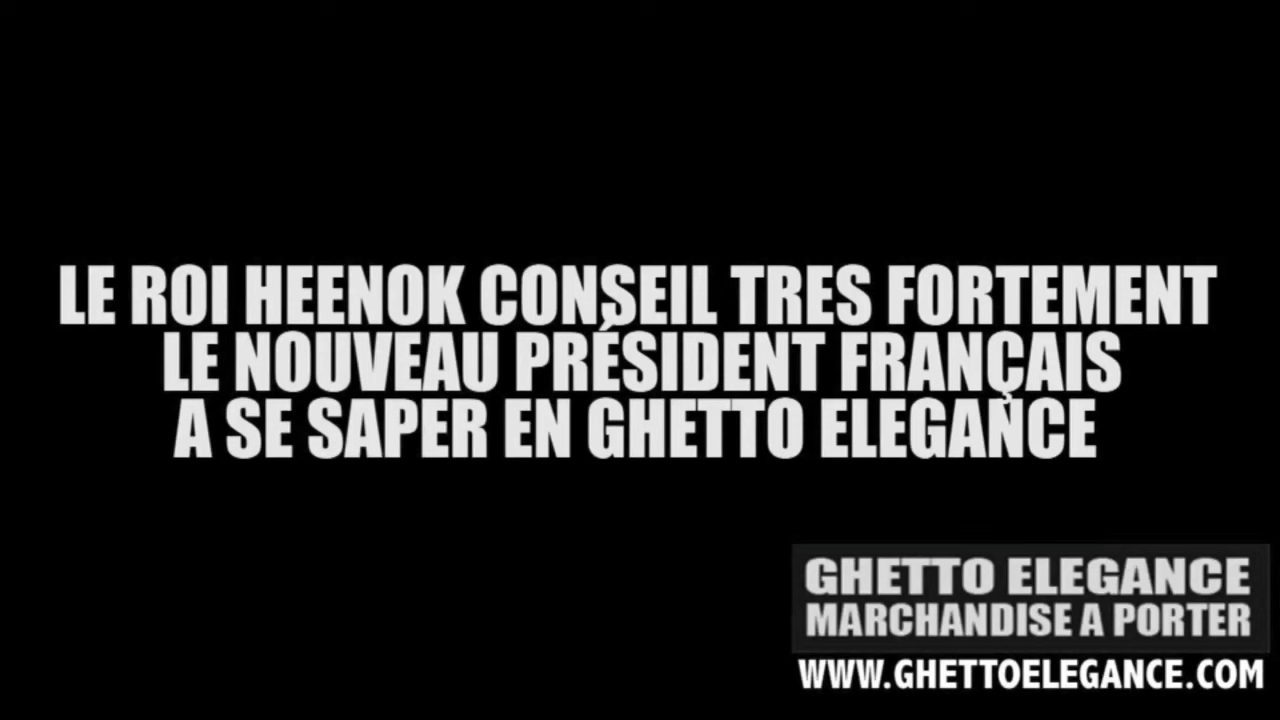 LE ROI HEENOK CONSEIL TRES FORTEMENT
LE NOUVEAU PRÉSIDENT FRANÇAIS
A SE SAPER EN GHETTO ELEGANCE
GHETTO ELEGANCE
MARCHANDISE A PORTER
WWW.GHETTOELEGANCE.COM